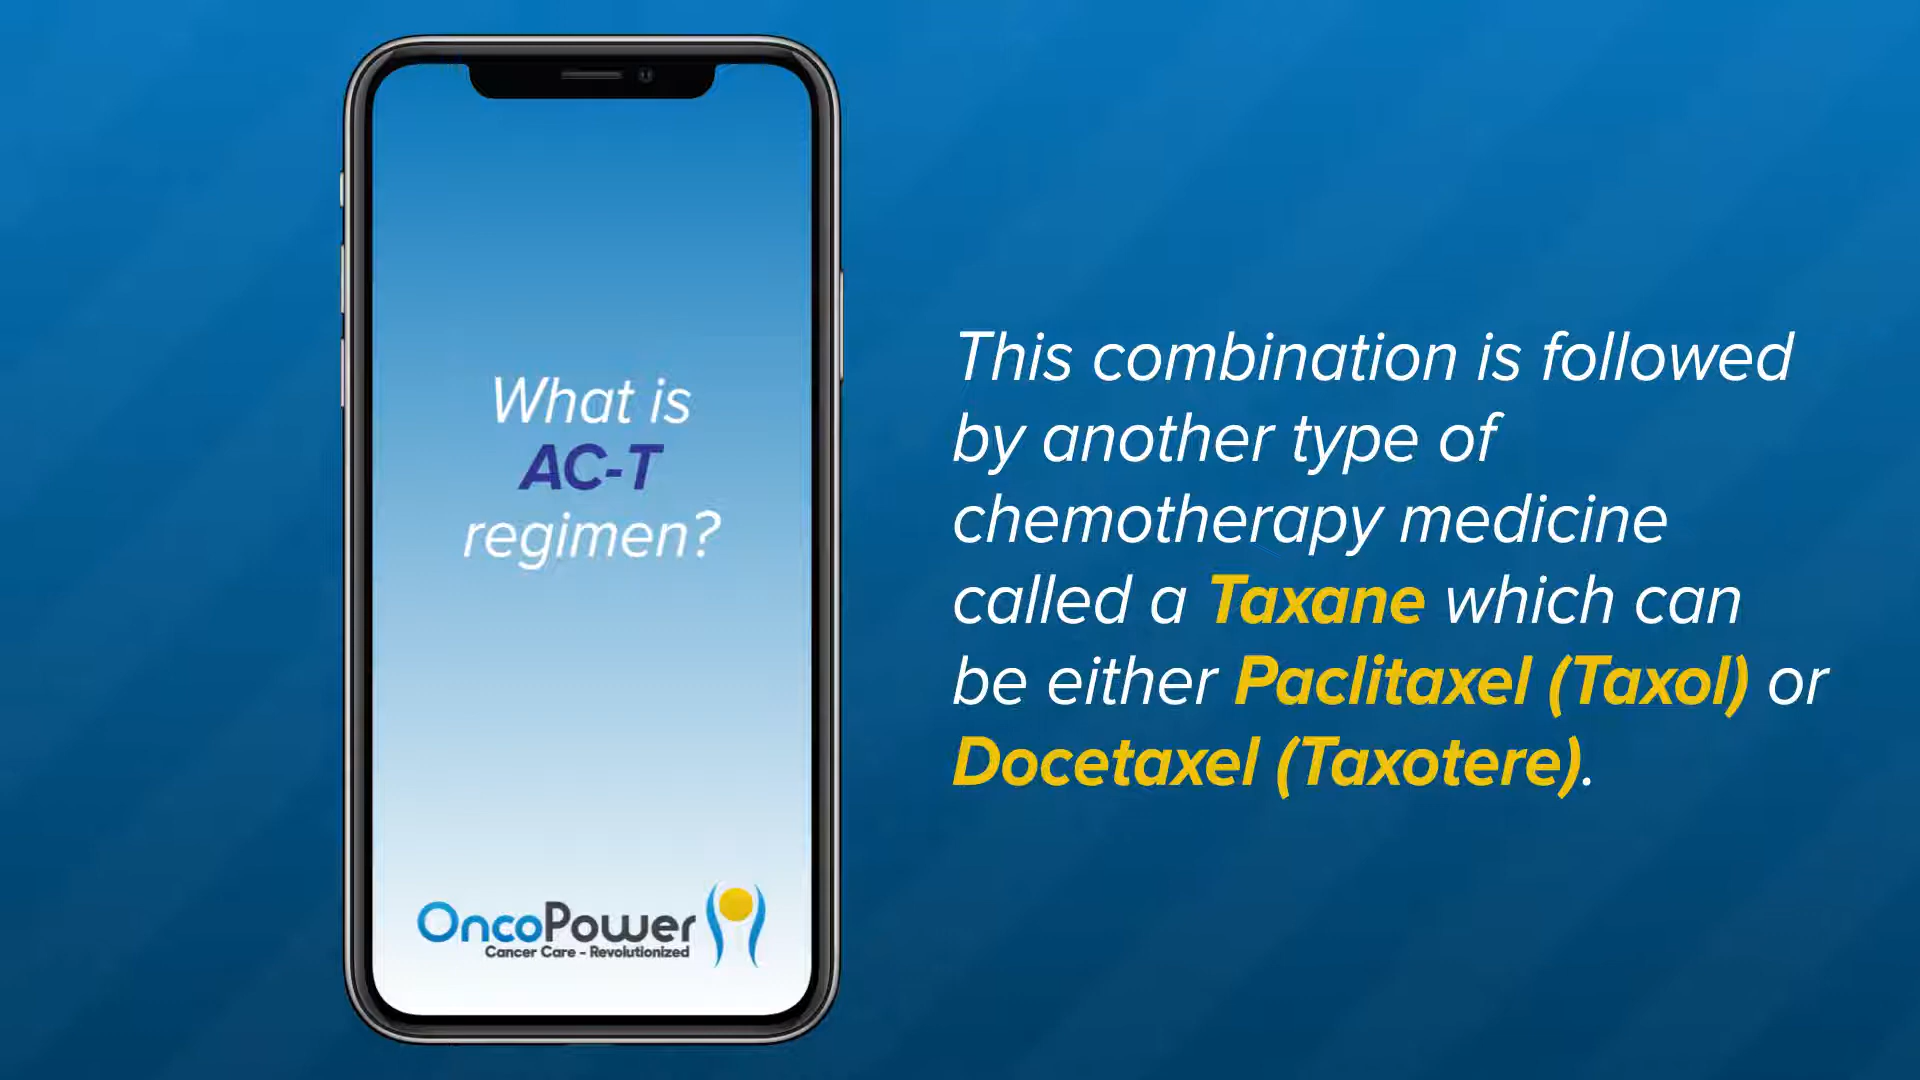 What is
AC-T
regimen?
OncoPower
Cancer Care - Revolutionized
This combination is followed
by another type of
chemotherapy medicine
called a Taxane which can
be either Paclitaxel (Taxol) or
Docetaxel (Taxotere).